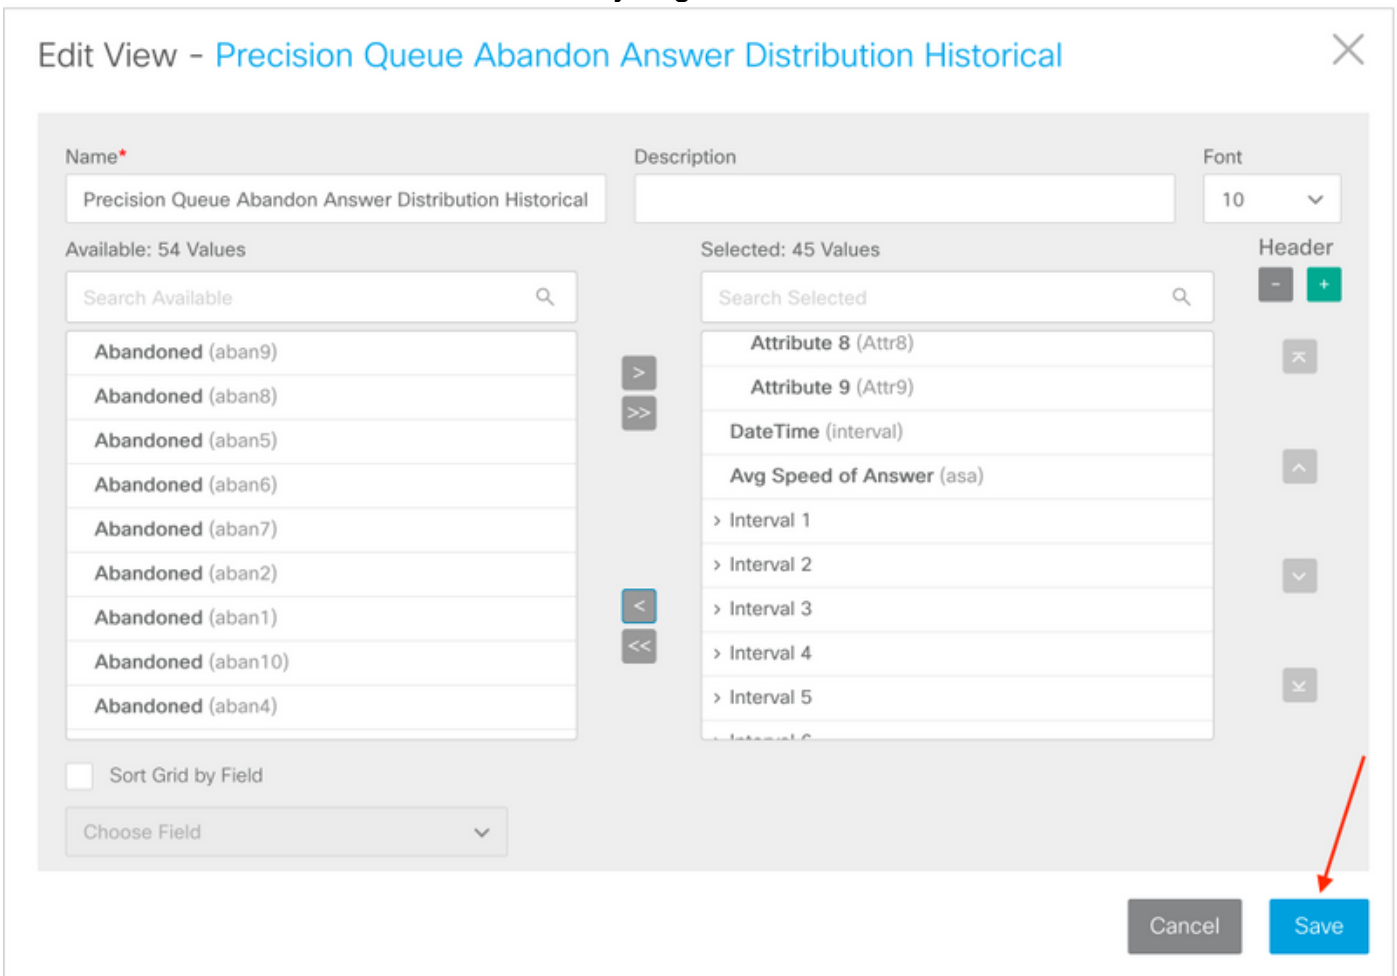 Edit View - Precision Queue Abandon Answer Distribution Historical
Name*
Description
Font
Precision Queue Abandon Answer Distribution Historical
10
Available: 54 Values
Selected: 45 Values
Header
Search Available
Search Selected
-
+
Abandoned (aban9)
Abandoned (aban8)
Abandoned (aban5)
Abandoned (aban6)
Abandoned (aban7)
Abandoned (aban2)
Abandoned (aban1)
Abandoned (aban10)
Abandoned (aban4)
>
>>
<
<<
Attribute 8 (Attr8)
Attribute 9 (Attr9)
DateTime (interval)
Avg Speed of Answer (asa)
> Interval 1
> Interval 2
> Interval 3
> Interval 4
> Interval 5
Sort Grid by Field
Choose Field
Cancel
Save